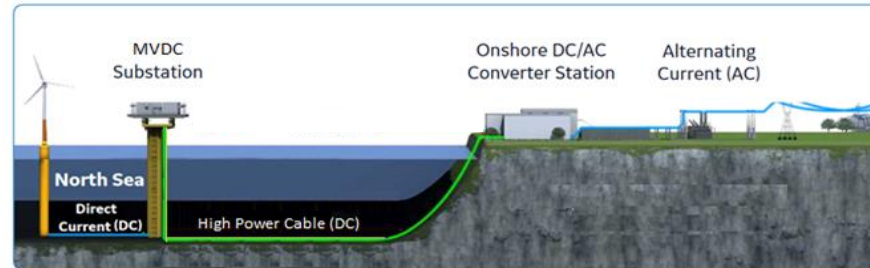 MVDC
Substation
Onshore DC/AC
Converter Station
Alternating
Current (AC)
North Sea
Direct
Current (DC)
High Power Cable (DC)